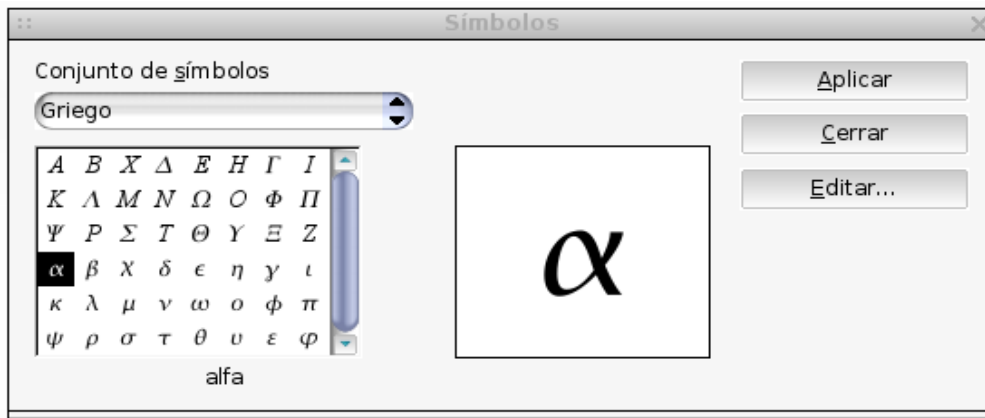 Símbolos
Conjunto de símbolos
Griego
Α Β Χ Δ Ε Η Γ Ι
Κ Λ Μ Ν Ω Ο Φ Π
Ψ Ρ Σ Τ Θ Υ Ξ Ζ
α β χ δ ϵ η γ ι
κ λ μ ν ω ο ϕ π
ψ ρ σ τ θ υ ε φ
alfa
α
Aplicar
Cerrar
Editar...